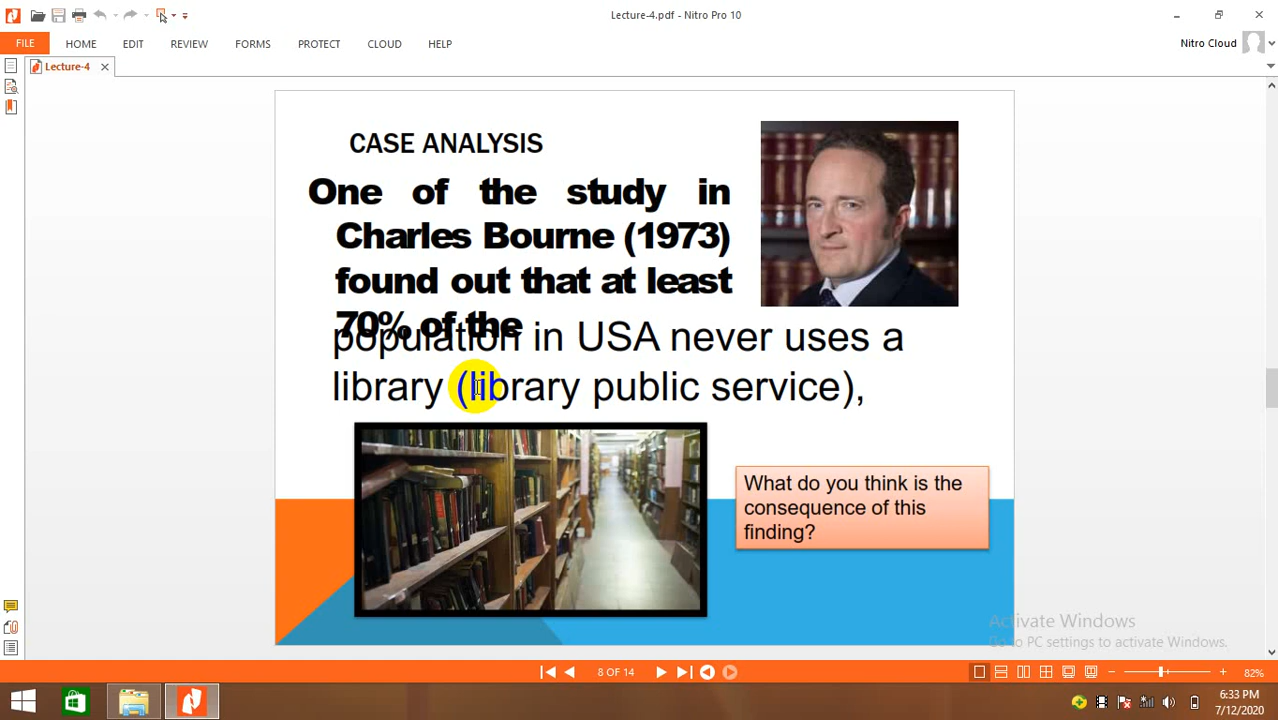 Lecture-4.pdf - Nitro Pro 10
FILE HOME EDIT REVIEW FORMS PROTECT CLOUD HELP
Nitro Cloud
Lecture-4
CASE ANALYSIS
One of the study in
Charles Bourne (1973)
found out that at least
70% of the
population in USA never uses a
library (library public service),
What do you think is the
consequence of this
finding?
Activate Windows
Go to PC settings to activate Windows.
8 OF 14
82%
6:33 PM
7/12/2020